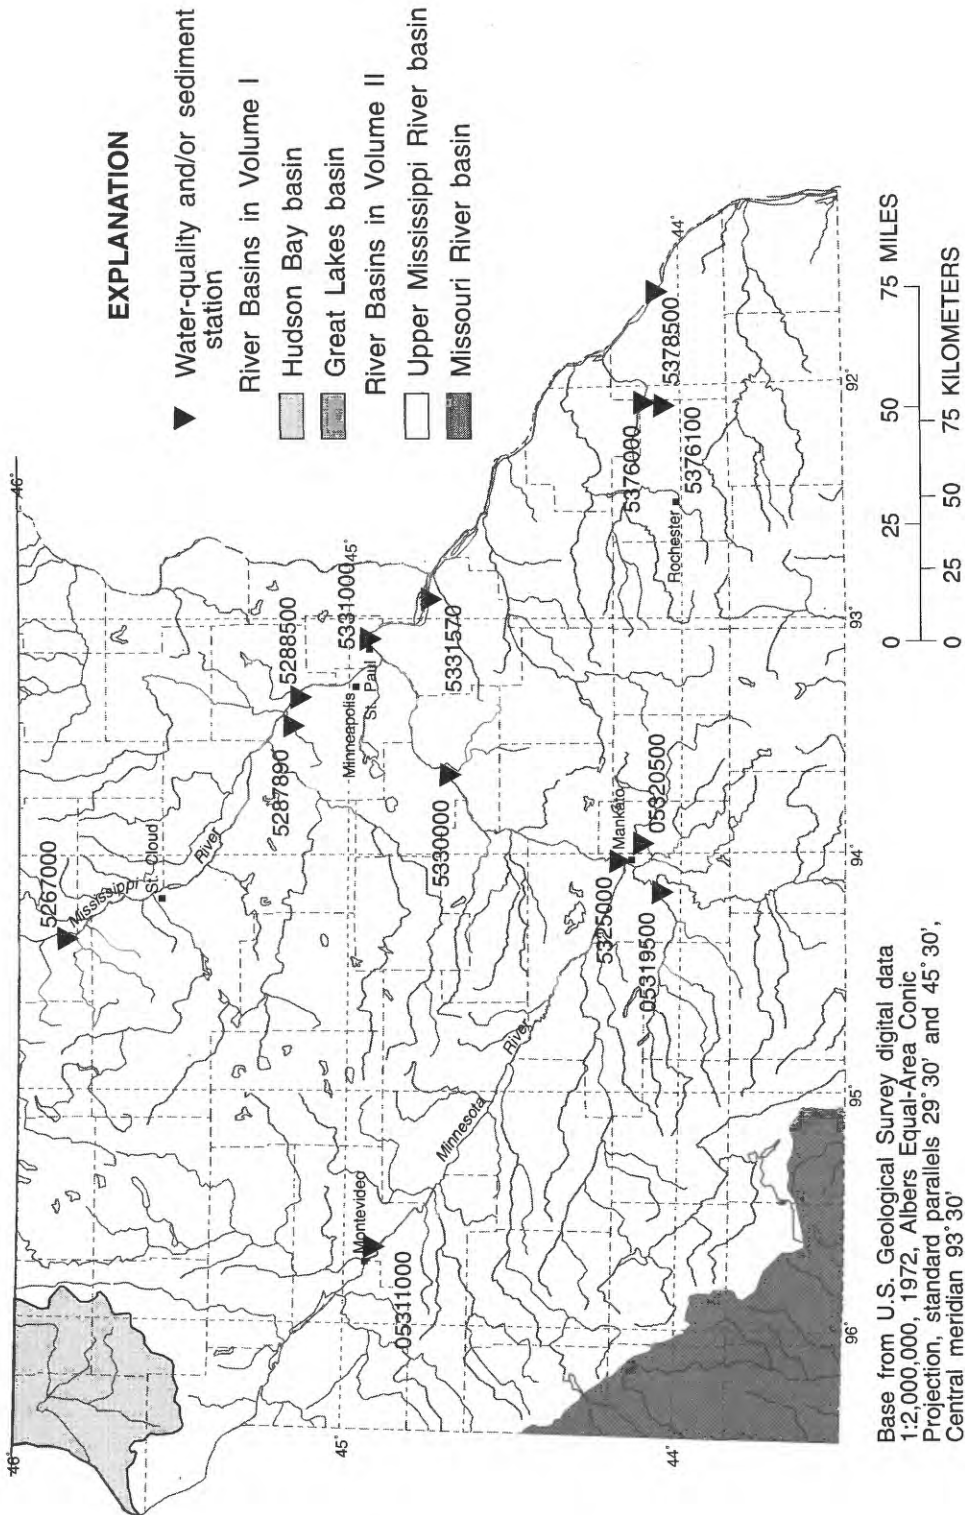 EXPLANATION
Water-quality and/or sediment
station
River Basins in Volume I
Hudson Bay basin
Great Lakes basin
River Basins in Volume II
Upper Mississippi River basin
Missouri River basin
46°
46°
5267000
Mississippi
St. Cloud
River
5287890
5288500
Minneapolis
St. Paul
5331000
45°
5331570
5330000
Montevideo
05311000
Minnesota
River
45°
Mankato
5325000
05320500
05319500
Rochester
5376000
5376100
5378500
44°
44°
96°
95°
94°
93°
92°
0 25 50 75 MILES
0 25 50 75 KILOMETERS
Base from U.S. Geological Survey digital data
1:2,000,000, 1972, Albers Equal-Area Conic
Projection, standard parallels 29° 30' and 45° 30',
Central meridian 93° 30'